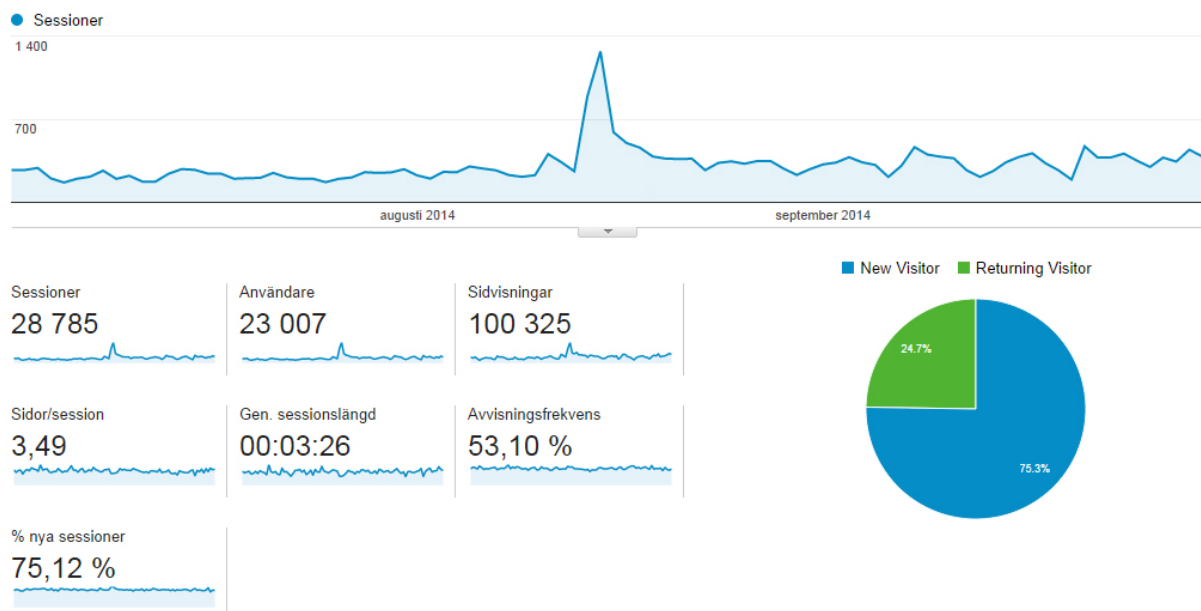 Sessioner
1 400
700
augusti 2014
september 2014
New Visitor
Returning Visitor
Sessioner
28 785
Användare
23 007
Sidvisningar
100 325
24.7%
75.3%
Sidor/session
3,49
Gen. sessionslängd
00:03:26
Avvisningsfrekvens
53,10 %
% nya sessioner
75,12 %